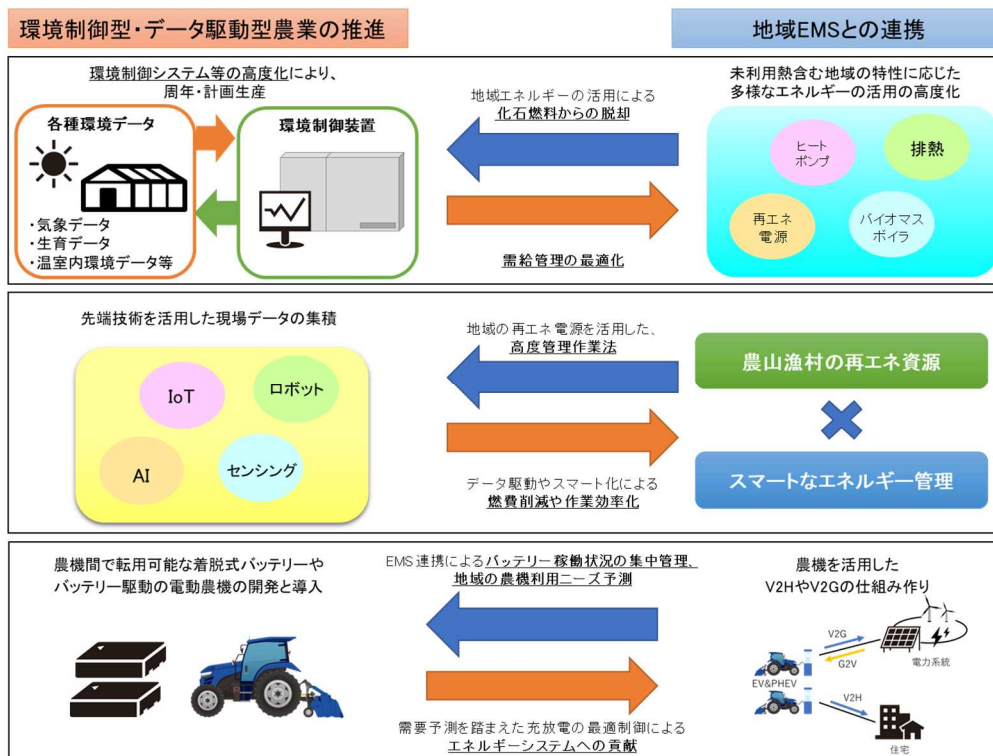 環境制御型・データ駆動型農業の推進
地域EMSとの連携
環境制御システム等の高度化により、
周年・計画生産
各種環境データ
・気象データ
・生育データ
・温室内環境データ等
環境制御装置
地域エネルギーの活用による
化石燃料からの脱却
需給管理の最適化
未利用熱含む地域の特性に応じた
多様なエネルギーの活用の高度化
ヒート
ポンプ
排熱
再エネ
電源
バイオマス
ボイラ
先端技術を活用した現場データの集積
IoT
ロボット
AI
センシング
地域の再エネ電源を活用した、
高度管理作業法
データ駆動やスマート化による
燃費削減や作業効率化
農山漁村の再エネ資源
スマートなエネルギー管理
農機間で転用可能な着脱式バッテリーや
バッテリー駆動の電動農機の開発と導入
EMS連携によるバッテリー稼働状況の集中管理、
地域の農機利用ニーズ予測
需要予測を踏まえた充放電の最適制御による
エネルギーシステムへの貢献
農機を活用した
V2HやV2Gの仕組み作り
V2G
G2V
電力系統
EV&PHEV
V2H
住宅